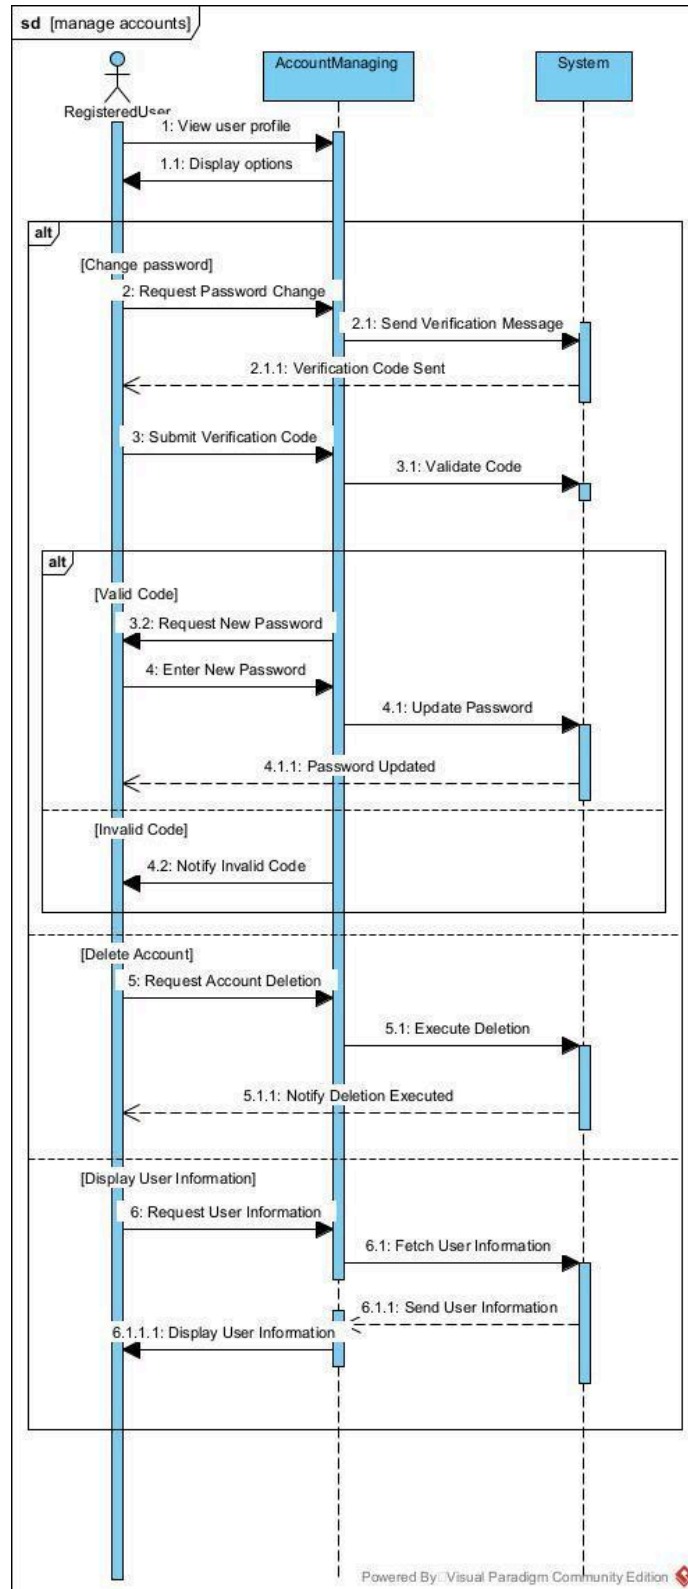 sd [manage accounts]
RegisteredUser
AccountManaging
System
1: View user profile
1.1: Display options
alt
[Change password]
2: Request Password Change
2.1: Send Verification Message
2.1.1: Verification Code Sent
3: Submit Verification Code
3.1: Validate Code
alt
[Valid Code]
3.2: Request New Password
4: Enter New Password
4.1: Update Password
4.1.1: Password Updated
[Invalid Code]
4.2: Notify Invalid Code
[Delete Account]
5: Request Account Deletion
5.1: Execute Deletion
5.1.1: Notify Deletion Executed
[Display User Information]
6: Request User Information
6.1: Fetch User Information
6.1.1: Send User Information
6.1.1.1: Display User Information
Powered By Visual Paradigm Community Edition